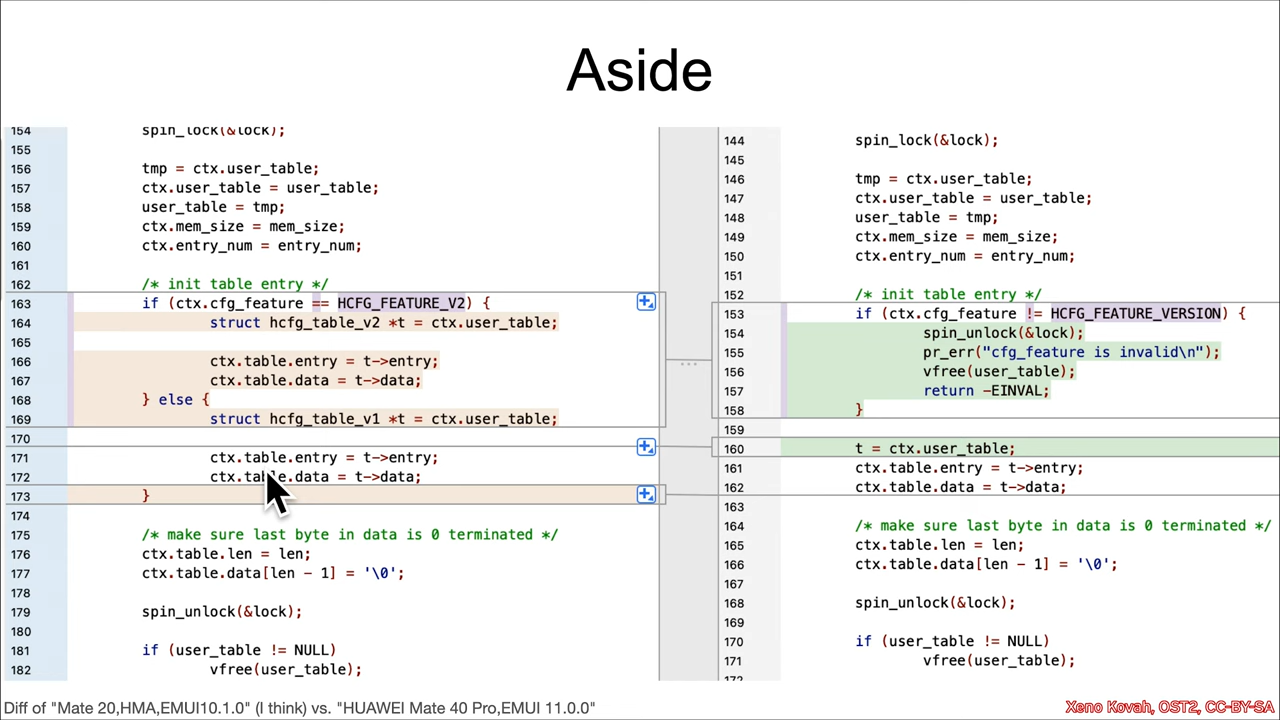 Aside
154 spin_lock(&lock);
155
156 tmp = ctx.user_table;
157 ctx.user_table = user_table;
158 user_table = tmp;
159 ctx.mem_size = mem_size;
160 ctx.entry_num = entry_num;
161
162 /* init table entry */
163 if (ctx.cfg_feature == HCFG_FEATURE_V2) {
164 struct hcfg_table_v2 *t = ctx.user_table;
165
166 ctx.table.entry = t->entry;
167 ctx.table.data = t->data;
168 } else {
169 struct hcfg_table_v1 *t = ctx.user_table;
170
171 ctx.table.entry = t->entry;
172 ctx.table.data = t->data;
173 }
174
175 /* make sure last byte in data is 0 terminated */
176 ctx.table.len = len;
177 ctx.table.data[len - 1] = '\0';
178
179 spin_unlock(&lock);
180
181 if (user_table != NULL)
182 vfree(user_table);
144 spin_lock(&lock);
145
146 tmp = ctx.user_table;
147 ctx.user_table = user_table;
148 user_table = tmp;
149 ctx.mem_size = mem_size;
150 ctx.entry_num = entry_num;
151
152 /* init table entry */
153 if (ctx.cfg_feature != HCFG_FEATURE_VERSION) {
154 spin_unlock(&lock);
155 pr_err("cfg_feature is invalid\n");
156 vfree(user_table);
157 return -EINVAL;
158 }
159
160 t = ctx.user_table;
161 ctx.table.entry = t->entry;
162 ctx.table.data = t->data;
163
164 /* make sure last byte in data is 0 terminated */
165 ctx.table.len = len;
166 ctx.table.data[len - 1] = '\0';
167
168 spin_unlock(&lock);
169
170 if (user_table != NULL)
171 vfree(user_table);
172
Diff of "Mate 20,HMA,EMUI10.1.0" (I think) vs. "HUAWEI Mate 40 Pro,EMUI 11.0.0"
Xeno Kovah, OST2, CC-BY-SA